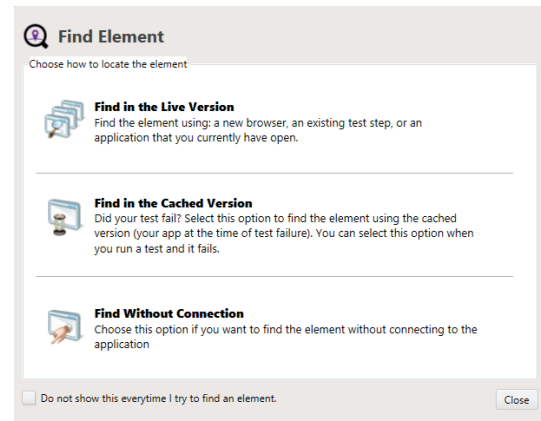 Find Element
Choose how to locate the element
Find in the Live Version
Find the element using: a new browser, an existing test step, or an
application that you currently have open.
Find in the Cached Version
Did your test fail? Select this option to find the element using the cached
version (your app at the time of test failure). You can select this option when
you run a test and it fails.
Find Without Connection
Choose this option if you want to find the element without connecting to the
application
Do not show this everytime I try to find an element.
Close